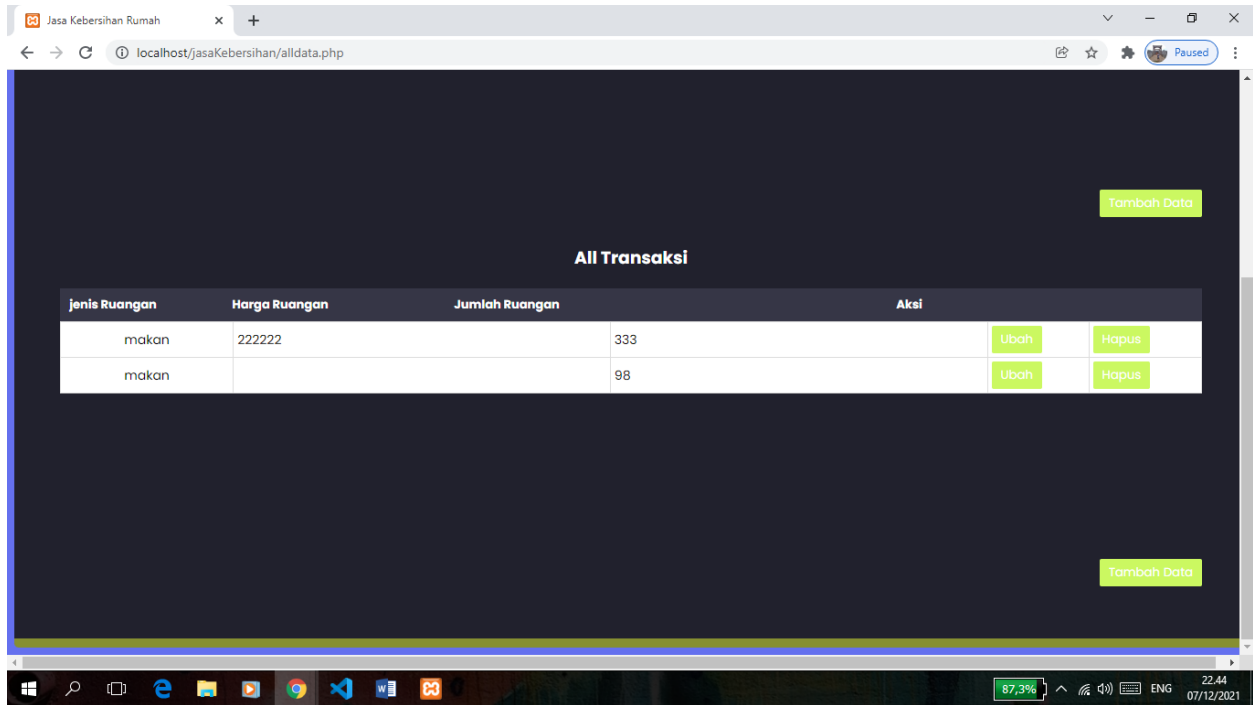 Jasa Kebersihan Rumah
localhost/jasaKebersihan/alldata.php
Paused
Tambah Data
All Transaksi
jenis Ruangan Harga Ruangan Jumlah Ruangan Aksi
makan 222222 333 Ubah Hapus
makan 98 Ubah Hapus
Tambah Data
87,3% ENG 22.44
07/12/2021